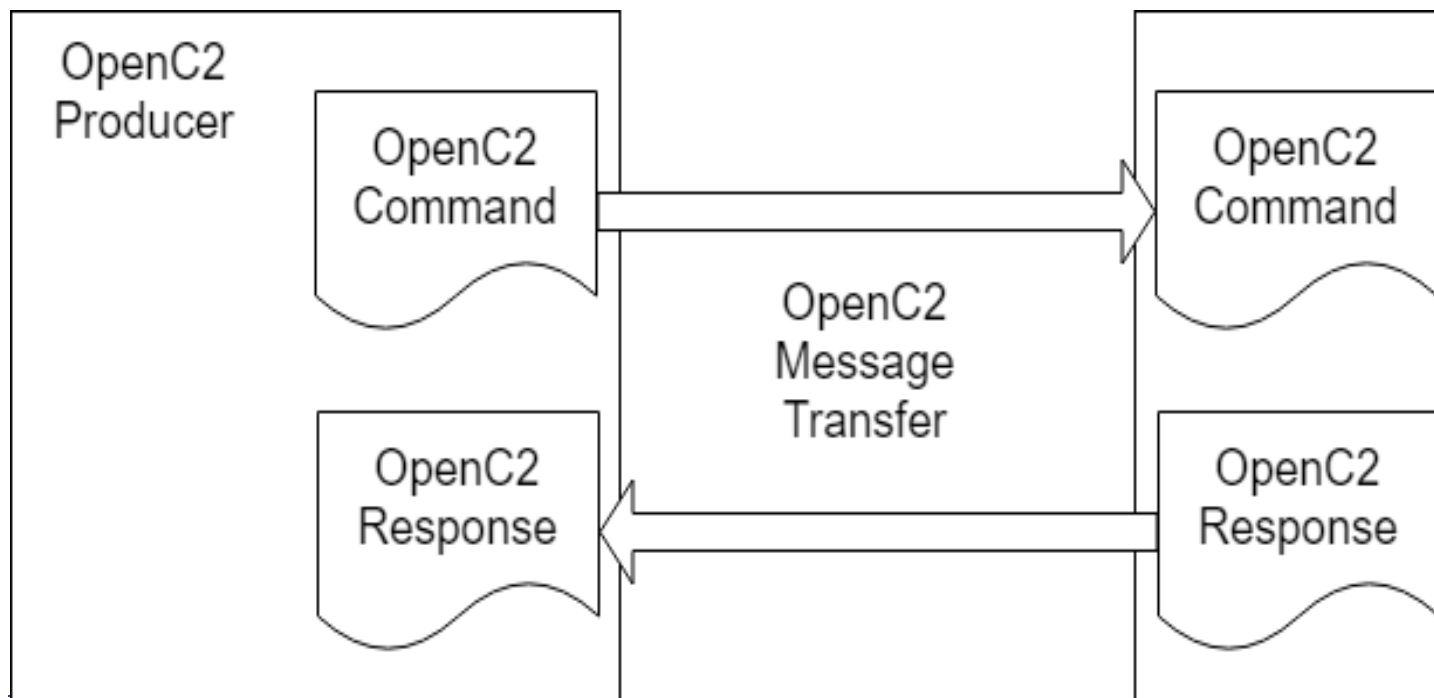 OpenC2
Producer
OpenC2
Command
OpenC2
Command
OpenC2
Message
Transfer
OpenC2
Response
OpenC2
Response